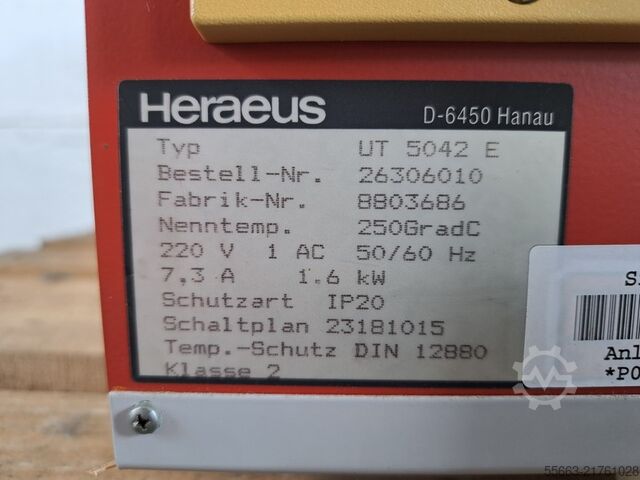 Heraeus D-6450 Hanau
Typ UT 5042 E
Bestell-Nr. 26306010
Fabrik-Nr. 8803686
Nenntemp. 250GradC
220 V 1 AC 50/60 Hz
7,3 A 1.6 kW
Schutzart IP20
Schaltplan 23181015
Temp.-Schutz DIN 12880
Klasse 2
Anl
*P0
55663-21761028